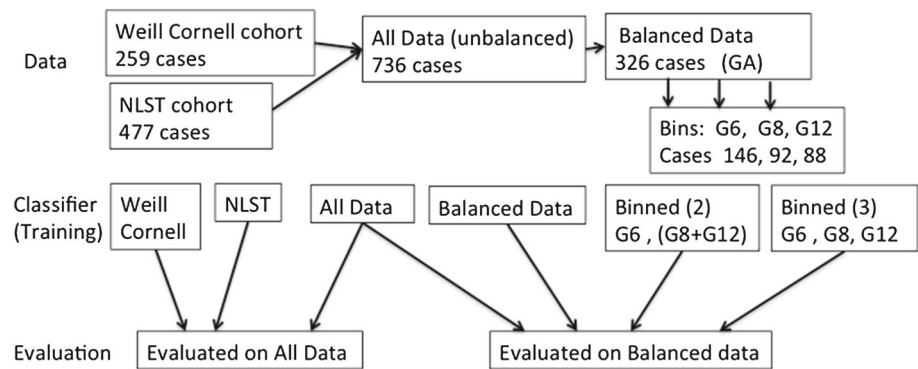 Weill Cornell cohort
259 cases
All Data (unbalanced)
736 cases
Balanced Data
326 cases (GA)
Data
NLST cohort
477 cases
Bins: G6, G8, G12
Cases 146, 92, 88
Classifier
(Training)
Weill
Cornell
NLST
All Data
Balanced Data
Binned (2)
G6 , (G8+G12)
Binned (3)
G6 , G8, G12
Evaluation
Evaluated on All Data
Evaluated on Balanced data